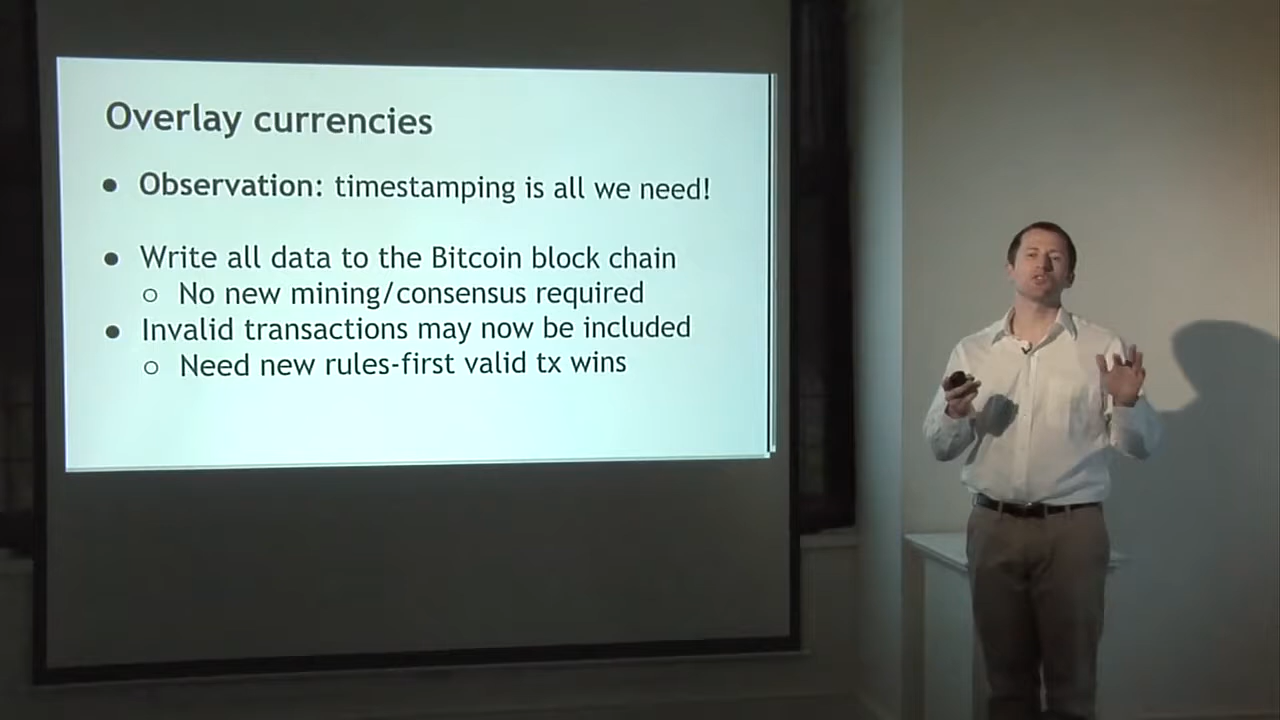 Overlay currencies
● Observation: timestamping is all we need!
● Write all data to the Bitcoin block chain
○ No new mining/consensus required
● Invalid transactions may now be included
○ Need new rules-first valid tx wins